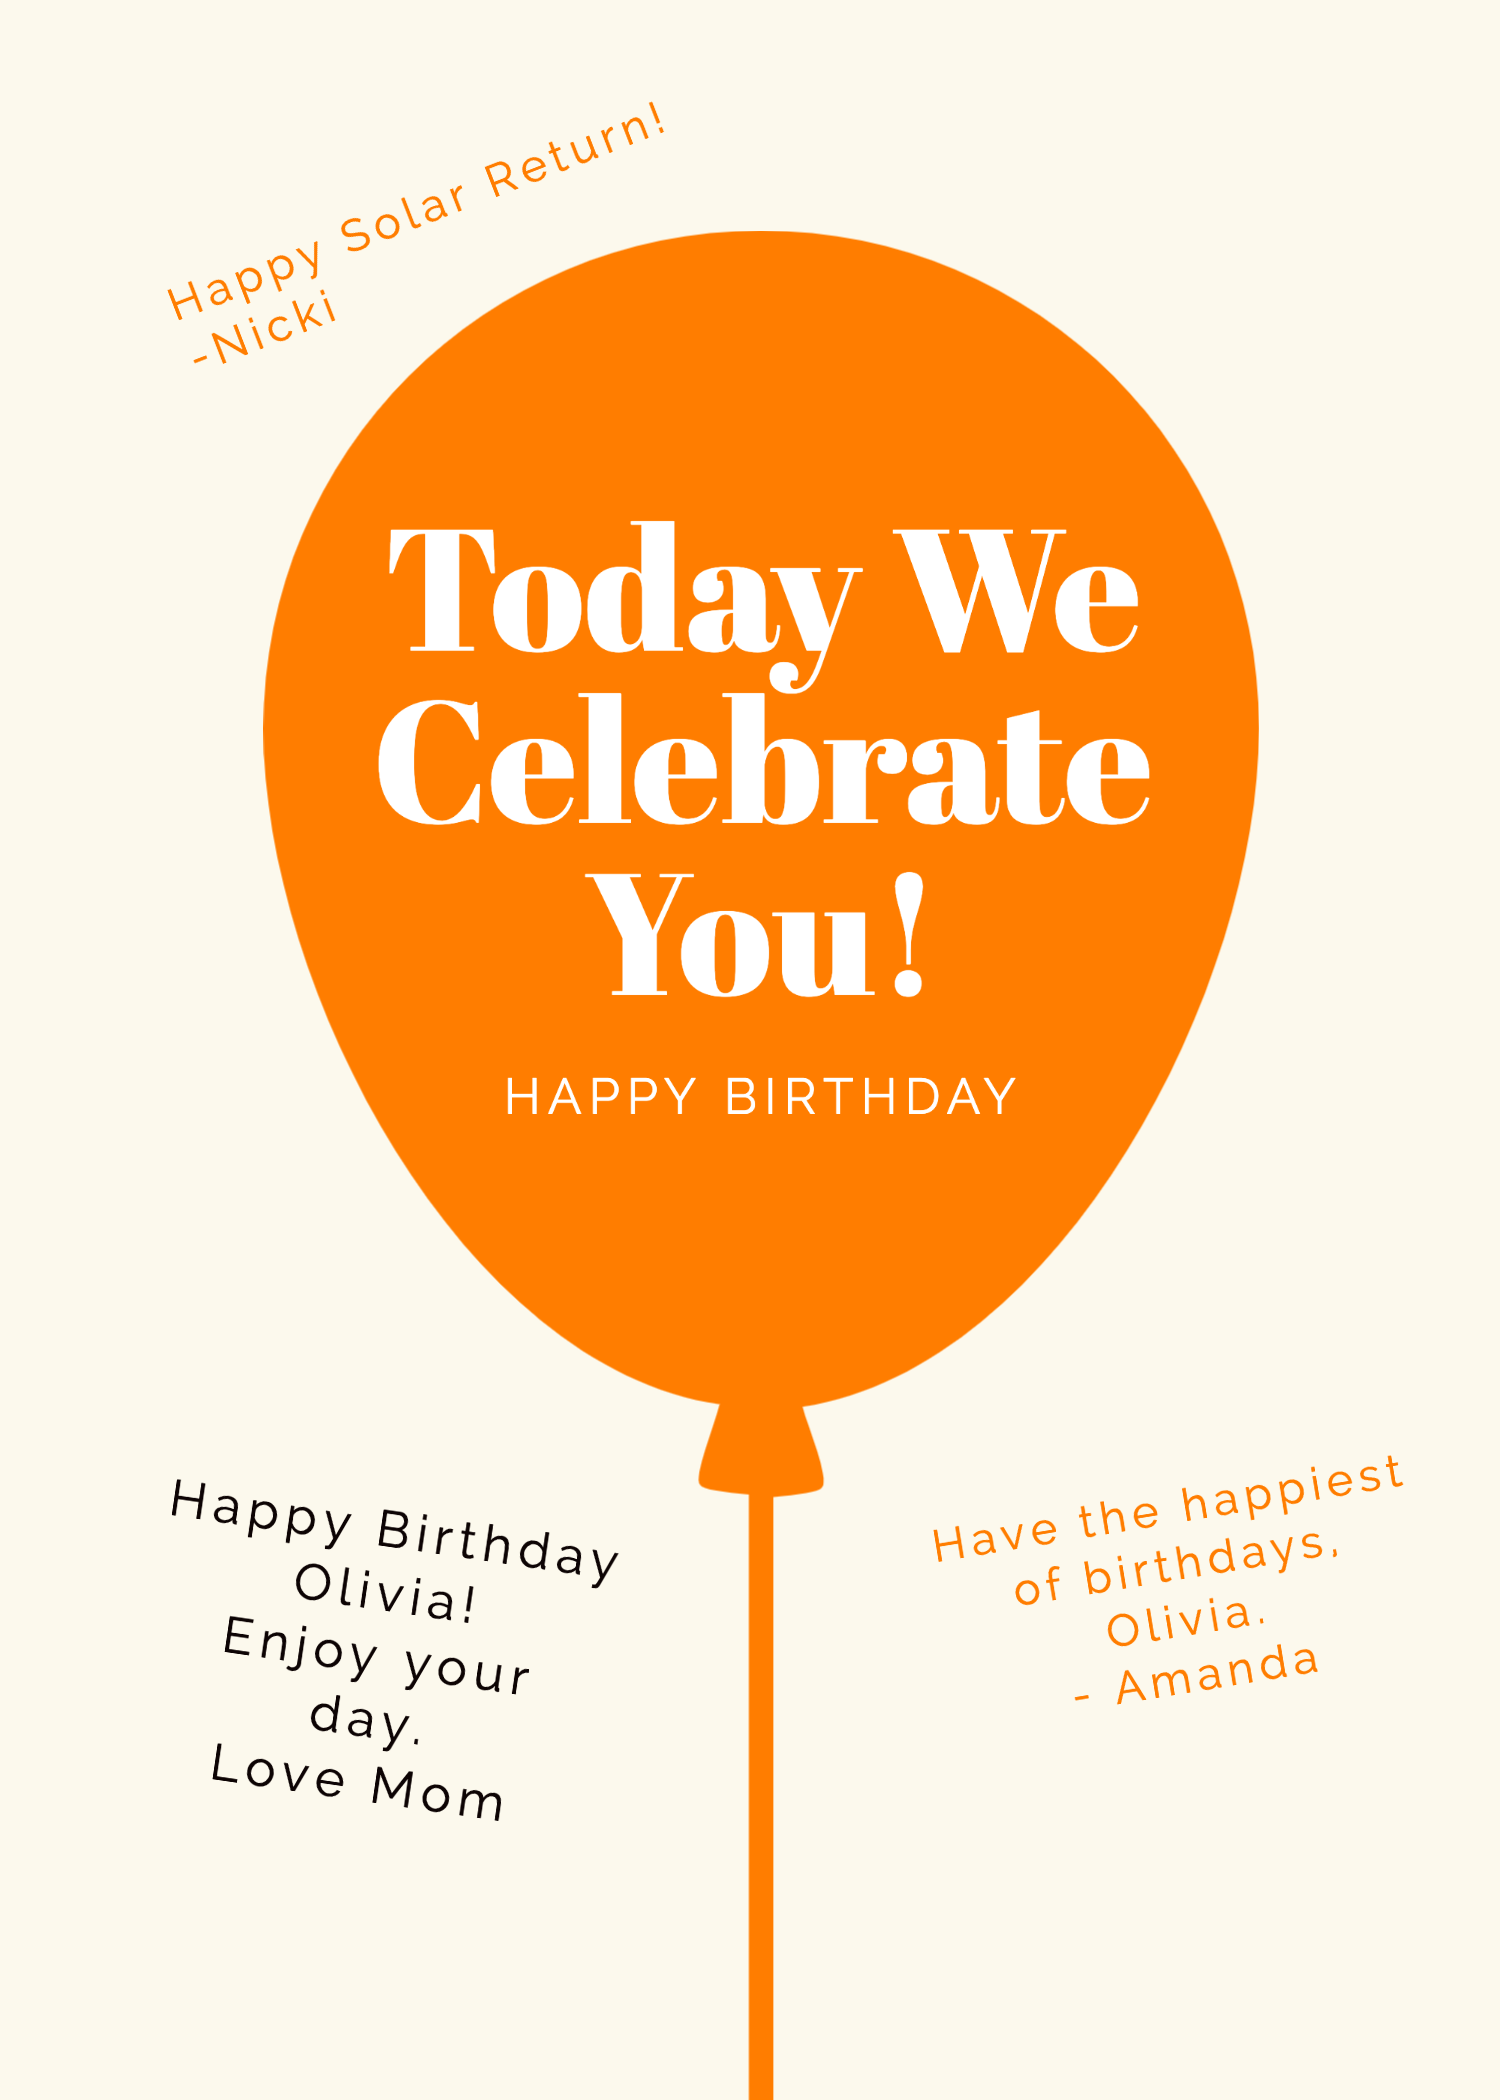 Happy Solar Return!
-Nicki
Today We
Celebrate
You!
HAPPY BIRTHDAY
Happy Birthday
Olivia!
Enjoy your
day.
Love Mom
Have the happiest
of birthdays,
Olivia.
- Amanda